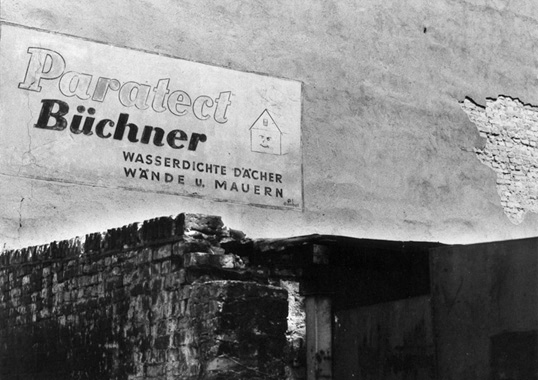 Paratect
Büchner
WASSERDICHTE DÄCHER
WÄNDE U. MAUERN